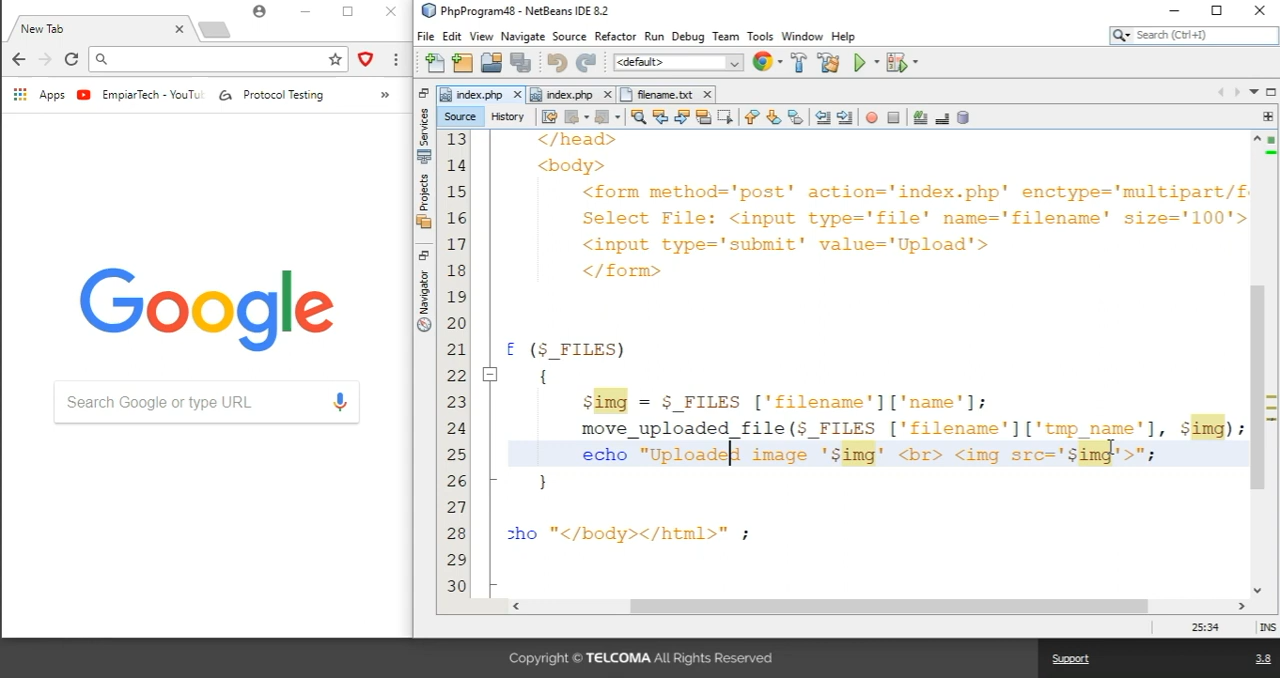 New Tab
Apps EmpiarTech - YouTu Protocol Testing »
Google
Search Google or type URL
PhpProgram48 - NetBeans IDE 8.2
File Edit View Navigate Source Refactor Run Debug Team Tools Window Help
Search (Ctrl+I)
<default>
index.php index.php filename.txt
Source History
Services
Projects
Navigator
13 </head>
14 <body>
15 <form method='post' action='index.php' enctype='multipart/f
16 Select File: <input type='file' name='filename' size='100'>
17 <input type='submit' value='Upload'>
18 </form>
19
20
21 f ($_FILES)
22 {
23 $img = $_FILES ['filename']['name'];
24 move_uploaded_file($_FILES ['filename']['tmp_name'], $img);
25 echo "Uploaded image '$img' <br> <img src='$img'>";
26 }
27
28 cho "</body></html>" ;
29
30
25:34 INS
Copyright © TELCOMA All Rights Reserved
Support
3.8